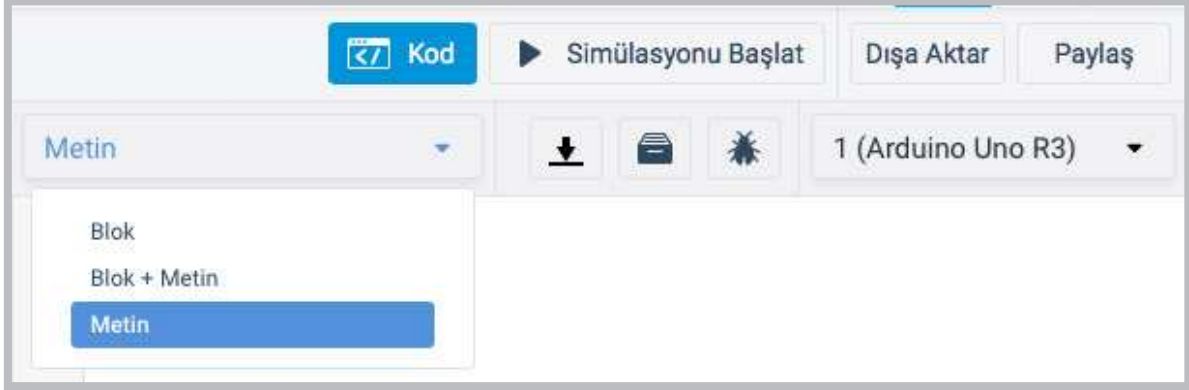 Kod
Simülasyonu Başlat
Dışa Aktar
Paylaş
Metin
1 (Arduino Uno R3)
Blok
Blok + Metin
Metin